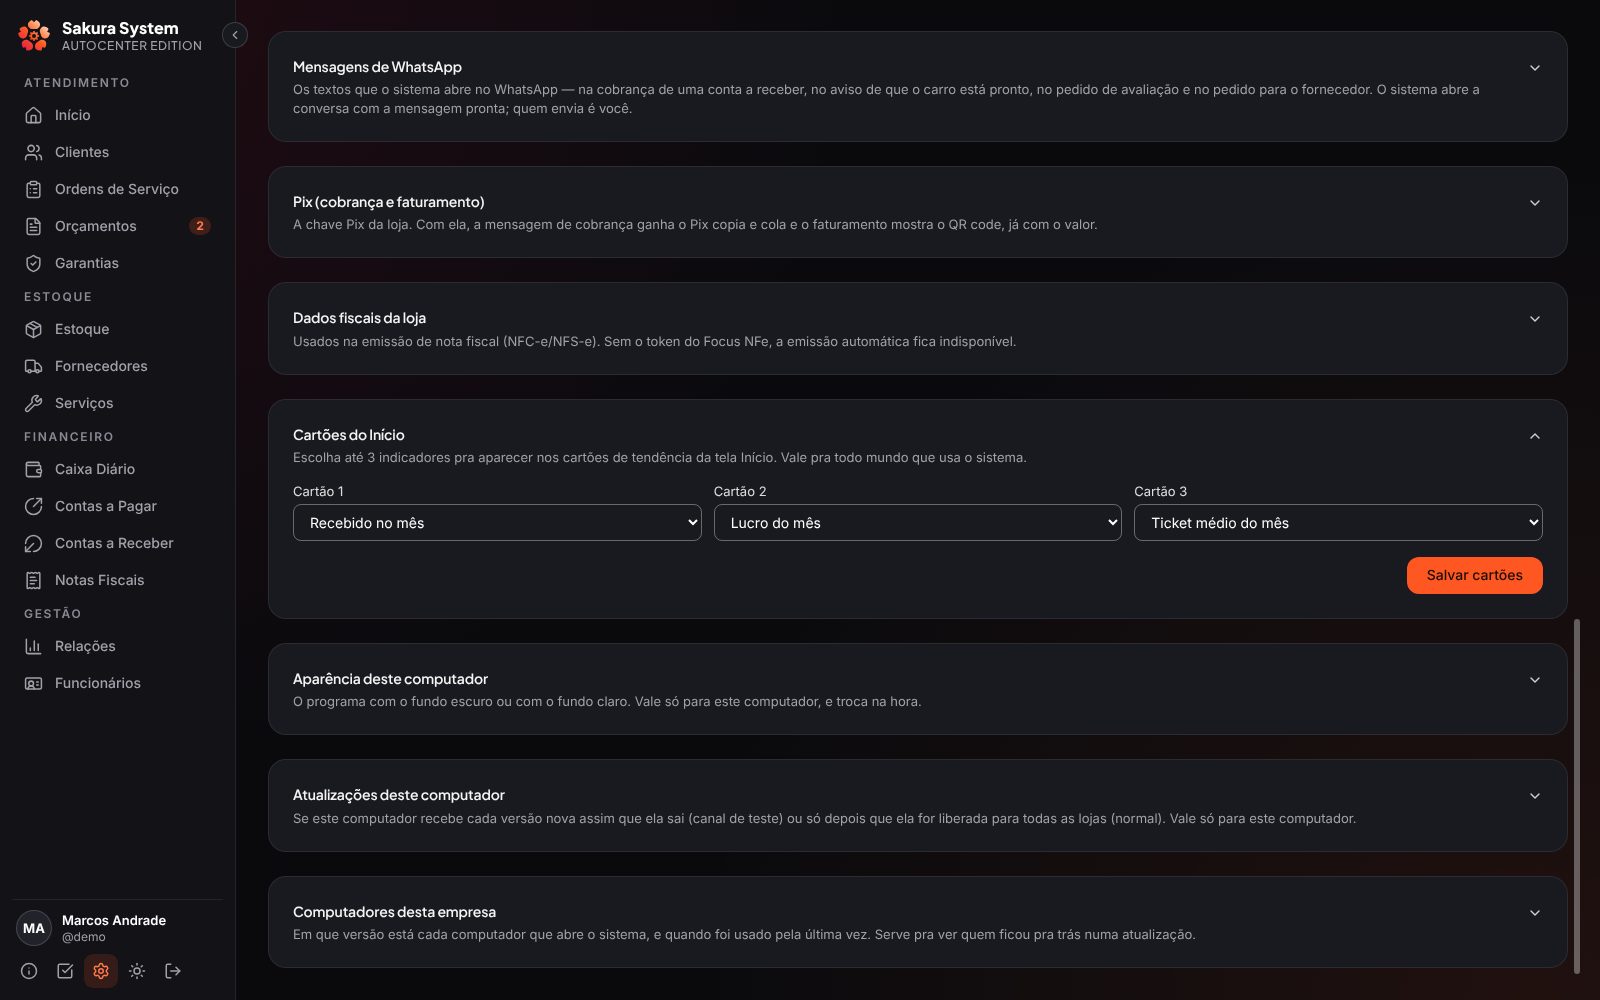 Sakura System
AUTOCENTER EDITION
ATENDIMENTO
Início
Clientes
Ordens de Serviço
Orçamentos 2
Garantias
ESTOQUE
Estoque
Fornecedores
Serviços
FINANCEIRO
Caixa Diário
Contas a Pagar
Contas a Receber
Notas Fiscais
GESTÃO
Relações
Funcionários
MA
Marcos Andrade
@demo
Mensagens de WhatsApp
Os textos que o sistema abre no WhatsApp — na cobrança de uma conta a receber, no aviso de que o carro está pronto, no pedido de avaliação e no pedido para o fornecedor. O sistema abre a
conversa com a mensagem pronta; quem envia é você.
Pix (cobrança e faturamento)
A chave Pix da loja. Com ela, a mensagem de cobrança ganha o Pix copia e cola e o faturamento mostra o QR code, já com o valor.
Dados fiscais da loja
Usados na emissão de nota fiscal (NFC-e/NFS-e). Sem o token do Focus NFe, a emissão automática fica indisponível.
Cartões do Início
Escolha até 3 indicadores pra aparecer nos cartões de tendência da tela Início. Vale pra todo mundo que usa o sistema.
Cartão 1
Recebido no mês
Cartão 2
Lucro do mês
Cartão 3
Ticket médio do mês
Salvar cartões
Aparência deste computador
O programa com o fundo escuro ou com o fundo claro. Vale só para este computador, e troca na hora.
Atualizações deste computador
Se este computador recebe cada versão nova assim que ela sai (canal de teste) ou só depois que ela for liberada para todas as lojas (normal). Vale só para este computador.
Computadores desta empresa
Em que versão está cada computador que abre o sistema, e quando foi usado pela última vez. Serve pra ver quem ficou pra trás numa atualização.